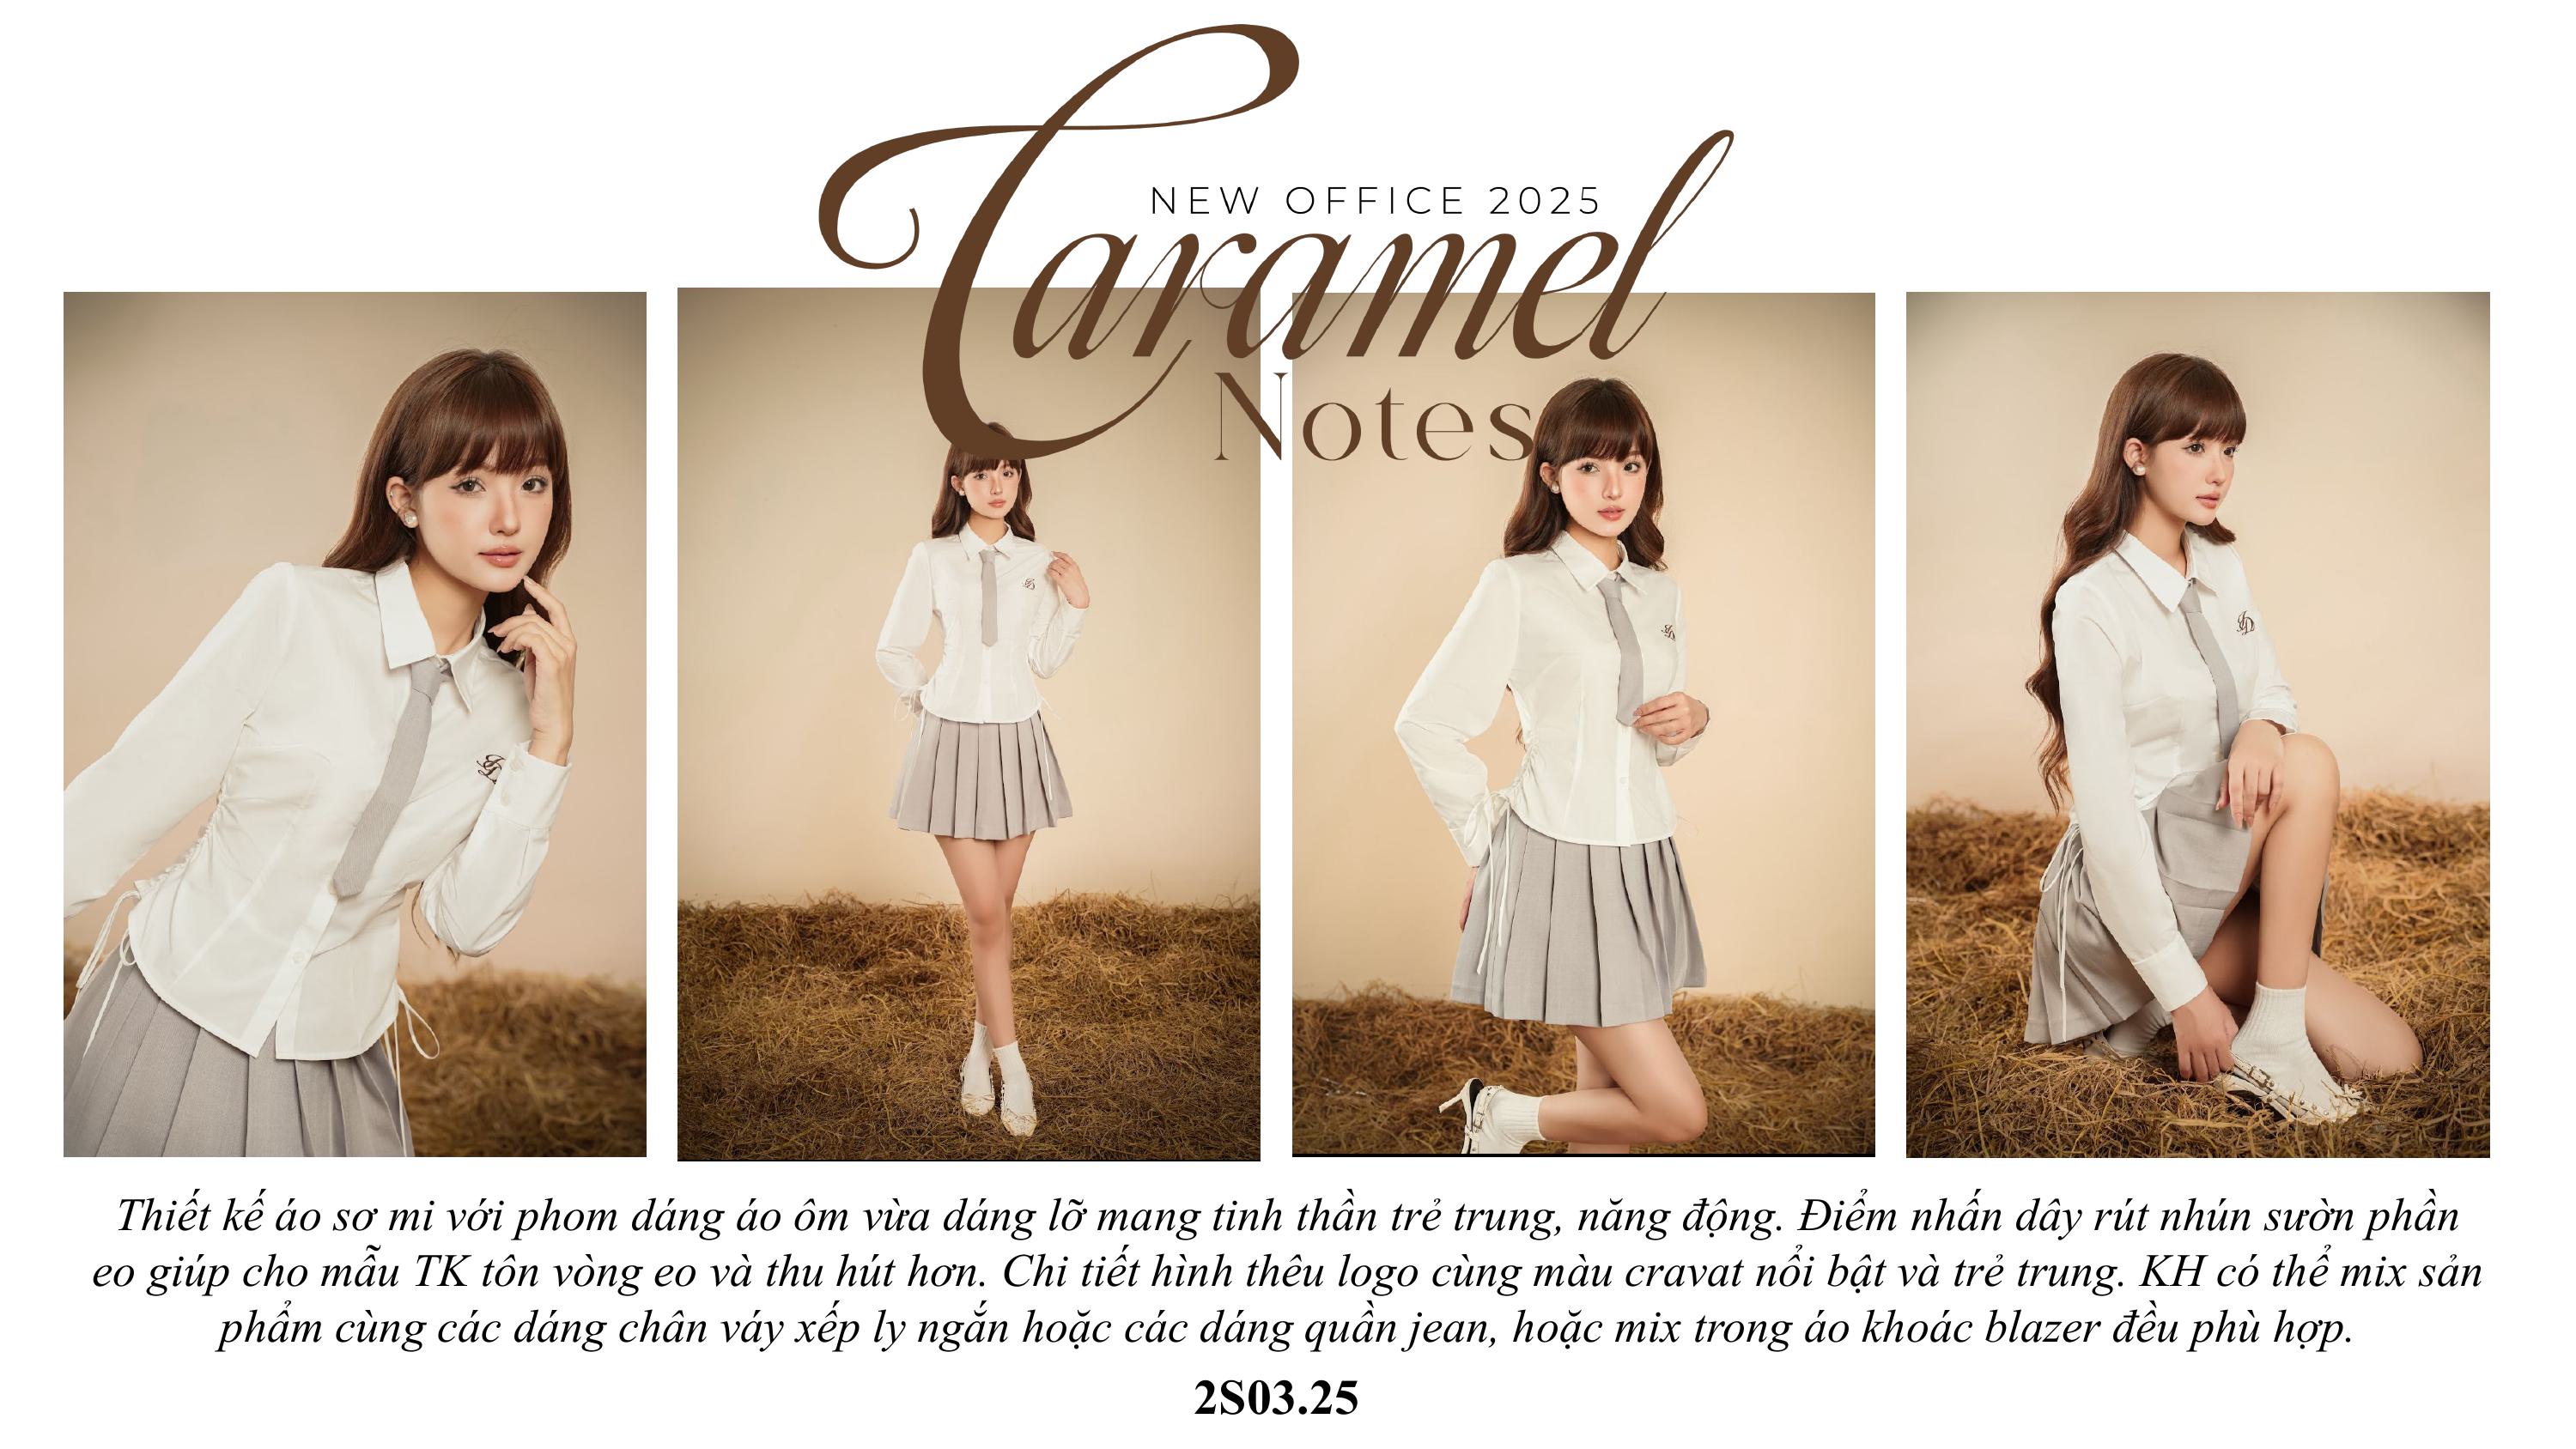 NEW OFFICE 2025
Caramel
Notes
Thiết kế áo sơ mi với phom dáng áo ôm vừa dáng lỡ mang tinh thần trẻ trung, năng động. Điểm nhấn dây rút nhún sườn phần
eo giúp cho mẫu TK tôn vòng eo và thu hút hơn. Chi tiết hình thêu logo cùng màu cravat nổi bật và trẻ trung. KH có thể mix sản
phẩm cùng các dáng chân váy xếp ly ngắn hoặc các dáng quần jean, hoặc mix trong áo khoác blazer đều phù hợp.
2S03.25